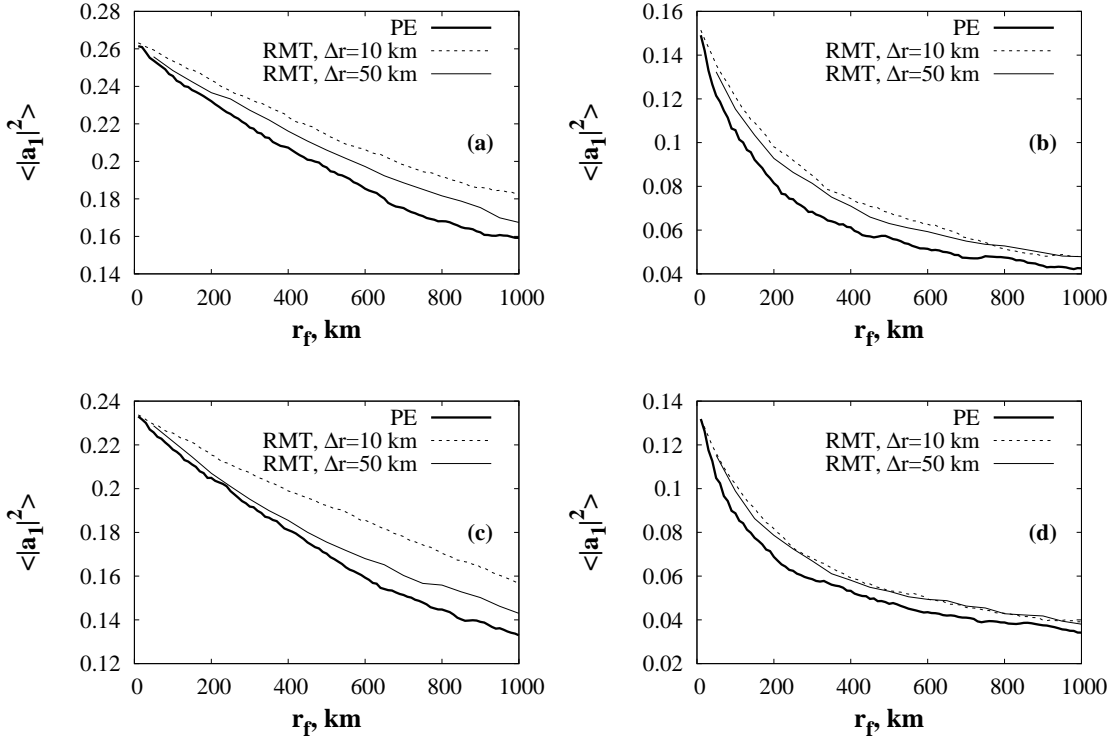 0.28
0.26
0.24
0.22
0.2
0.18
0.16
0.14
0 200 400 600 800 1000
<|a1|2>
rf, km
(a)
PE
RMT, Δr=10 km
RMT, Δr=50 km
0.16
0.14
0.12
0.1
0.08
0.06
0.04
0 200 400 600 800 1000
<|a1|2>
rf, km
(b)
PE
RMT, Δr=10 km
RMT, Δr=50 km
0.24
0.22
0.2
0.18
0.16
0.14
0.12
0 200 400 600 800 1000
<|a1|2>
rf, km
(c)
PE
RMT, Δr=10 km
RMT, Δr=50 km
0.14
0.12
0.1
0.08
0.06
0.04
0.02
0 200 400 600 800 1000
<|a1|2>
rf, km
(d)
PE
RMT, Δr=10 km
RMT, Δr=50 km